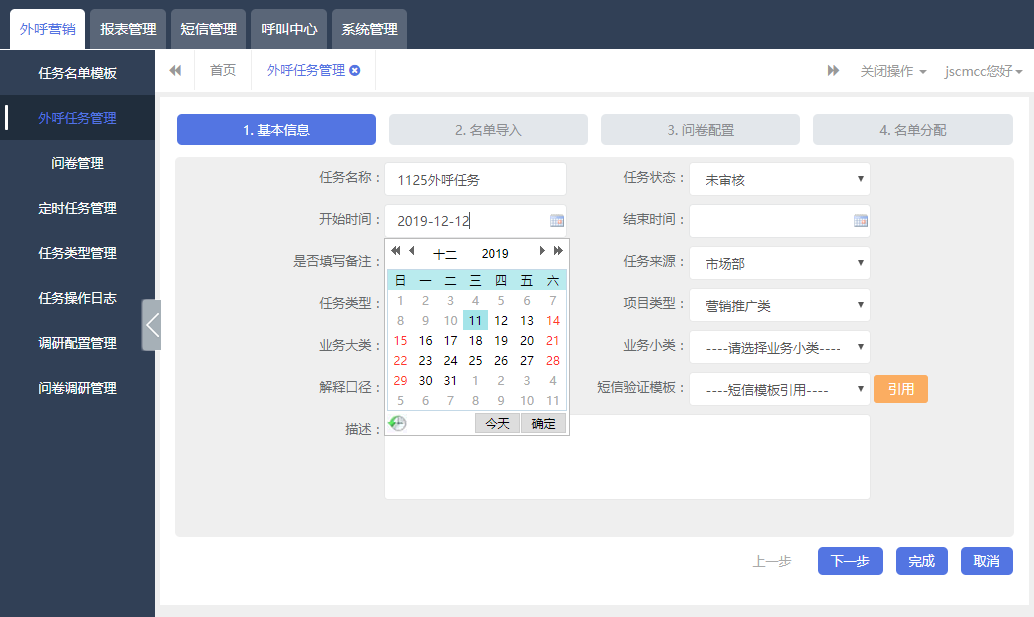 外呼营销 报表管理 短信管理 呼叫中心 系统管理
首页 外呼任务管理 关闭操作 jscmcc您好
任务名单模板
外呼任务管理
问卷管理
定时任务管理
任务类型管理
任务操作日志
调研配置管理
问卷调研管理
1. 基本信息 2. 名单导入 3. 问卷配置 4. 名单分配
任务名称： 1125外呼任务 任务状态： 未审核
开始时间： 2019-12-12 结束时间：
是否填写备注： 任务来源： 市场部
任务类型： 项目类型： 营销推广类
业务大类： 业务小类： ----请选择业务小类----
解释口径： 短信验证模板： ----短信模板引用---- 引用
描述：
十二 2019
日 一 二 三 四 五 六
1 2 3 4 5 6 7
8 9 10 11 12 13 14
15 16 17 18 19 20 21
22 23 24 25 26 27 28
29 30 31 1 2 3 4
5 6 7 8 9 10 11
今天 确定
上一步 下一步 完成 取消